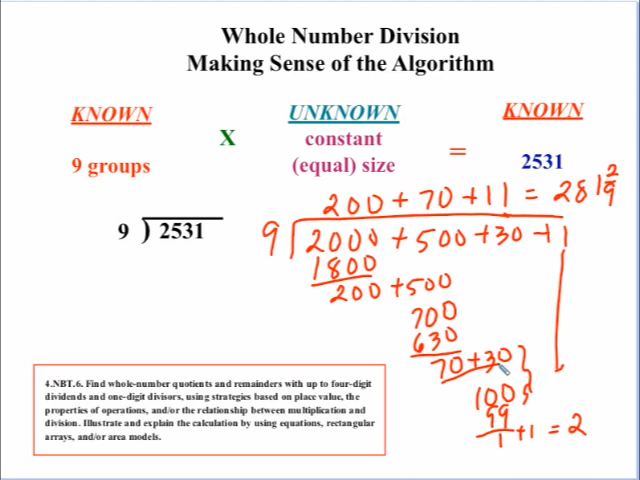 Whole Number Division
Making Sense of the Algorithm
KNOWN UNKNOWN KNOWN
X constant
9 groups (equal) size = 2531
200 + 70 + 11 = 281 2/9
9 ) 2531
9 2000 + 500 + 30 + 1
1800
200 + 500
700
630
70 + 30
100
99
1 + 1 = 2
4.NBT.6. Find whole-number quotients and remainders with up to four-digit
dividends and one-digit divisors, using strategies based on place value, the
properties of operations, and/or the relationship between multiplication and
division. Illustrate and explain the calculation by using equations, rectangular
arrays, and/or area models.